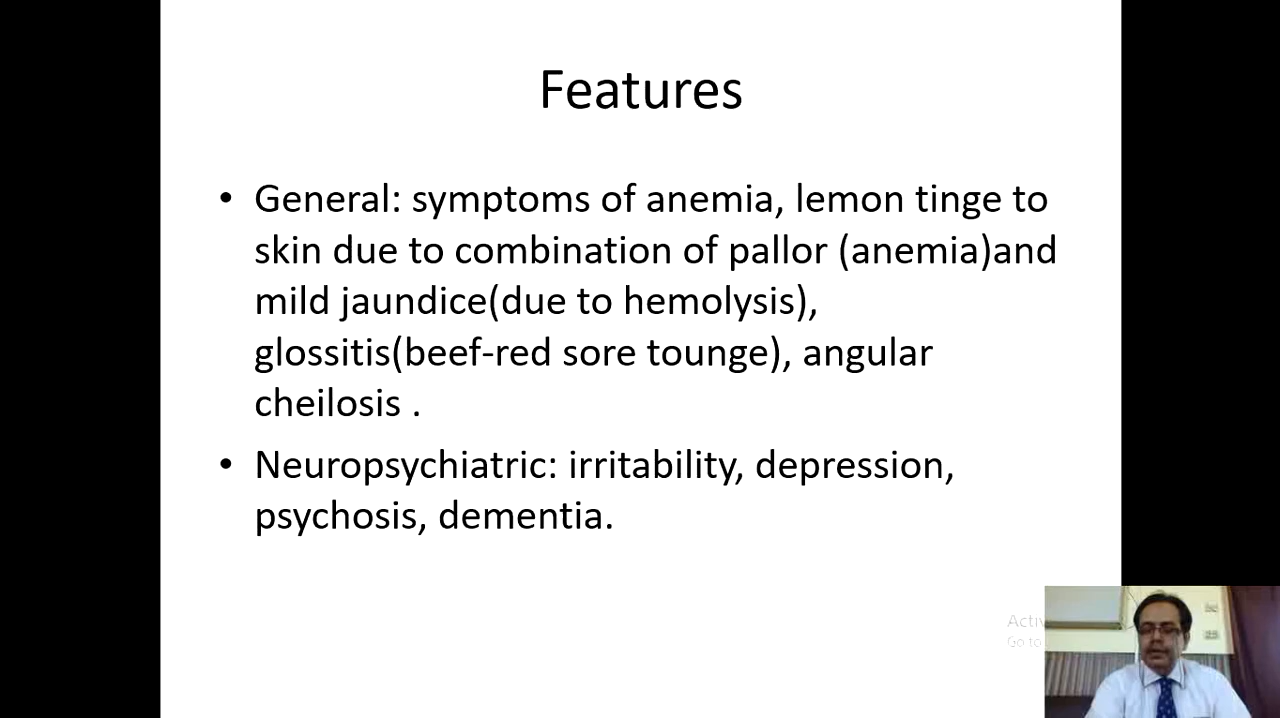 Features
• General: symptoms of anemia, lemon tinge to
skin due to combination of pallor (anemia)and
mild jaundice(due to hemolysis),
glossitis(beef-red sore tounge), angular
cheilosis .
• Neuropsychiatric: irritability, depression,
psychosis, dementia.
Go to